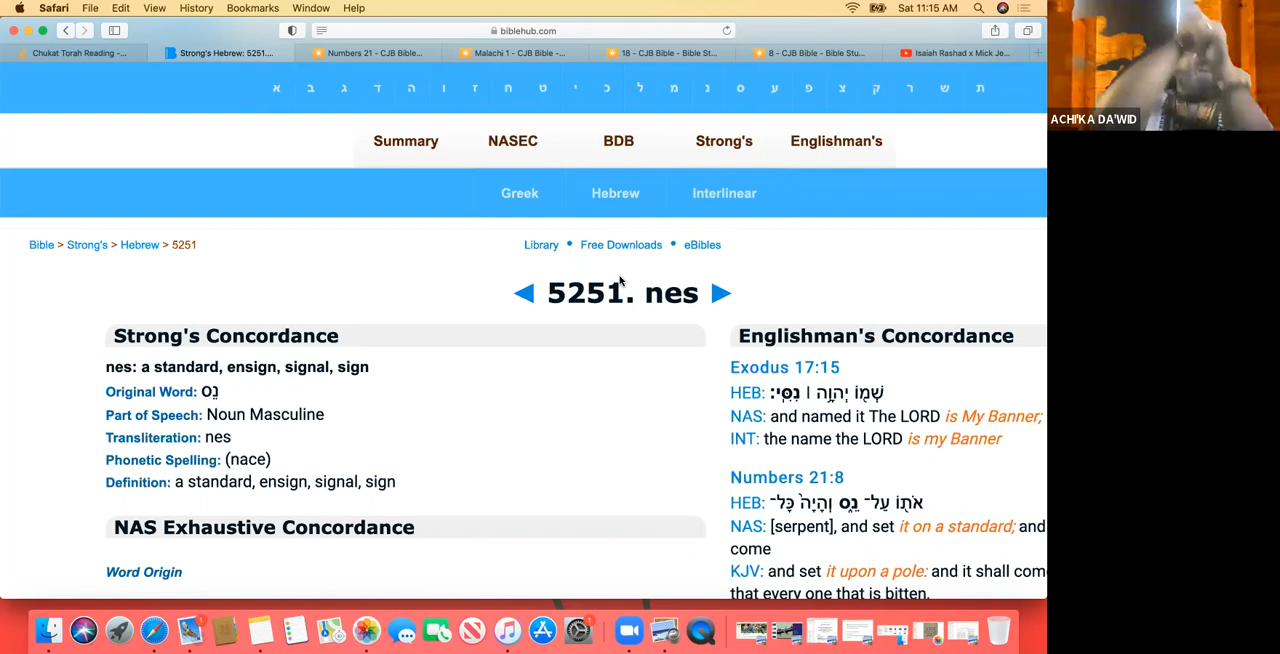 Safari File Edit View History Bookmarks Window Help Sat 11:15 AM
biblehub.com
Chukat Torah Reading -... Strong's Hebrew: 5251.... Numbers 21 - CJB Bible... Malachi 1 - CJB Bible -... 18 - CJB Bible - Bible St... 8 - CJB Bible - Bible Stu... Isaiah Rashad x Mick Je...
א ב ג ד ה ו ז ח ט י כ ל מ נ ס ע פ צ ק ר ש ת
ACHI'KA DA'WID
Summary NASEC BDB Strong's Englishman's
Greek Hebrew Interlinear
Bible > Strong's > Hebrew > 5251
Library • Free Downloads • eBibles
◄ 5251. nes ►
Strong's Concordance
nes: a standard, ensign, signal, sign
Original Word: נֵס
Part of Speech: Noun Masculine
Transliteration: nes
Phonetic Spelling: (nace)
Definition: a standard, ensign, signal, sign
NAS Exhaustive Concordance
Word Origin
Englishman's Concordance
Exodus 17:15
HEB: שְׁמ֖וֹ יְהוָ֥ה ׀ נִסִּֽי׃
NAS: and named it The LORD is My Banner;
INT: the name the LORD is my Banner
Numbers 21:8
HEB: אֹת֖וֹ עַל־ נֵ֑ס וְהָיָה֙ כָּל־
NAS: [serpent], and set it on a standard; and
come
KJV: and set it upon a pole: and it shall com
that every one that is bitten,